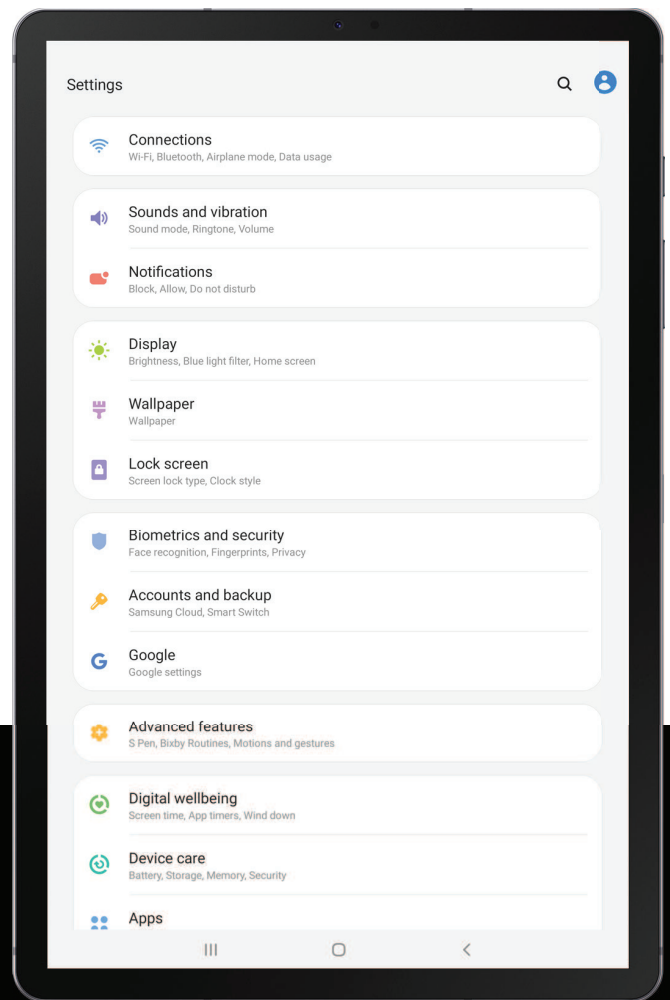 Settings
Connections
Wi-Fi, Bluetooth, Airplane mode, Data usage
Sounds and vibration
Sound mode, Ringtone, Volume
Notifications
Block, Allow, Do not disturb
Display
Brightness, Blue light filter, Home screen
Wallpaper
Wallpaper
Lock screen
Screen lock type, Clock style
Biometrics and security
Face recognition, Fingerprints, Privacy
Accounts and backup
Samsung Cloud, Smart Switch
Google
Google settings
Advanced features
S Pen, Bixby Routines, Motions and gestures
Digital wellbeing
Screen time, App timers, Wind down
Device care
Battery, Storage, Memory, Security
Apps